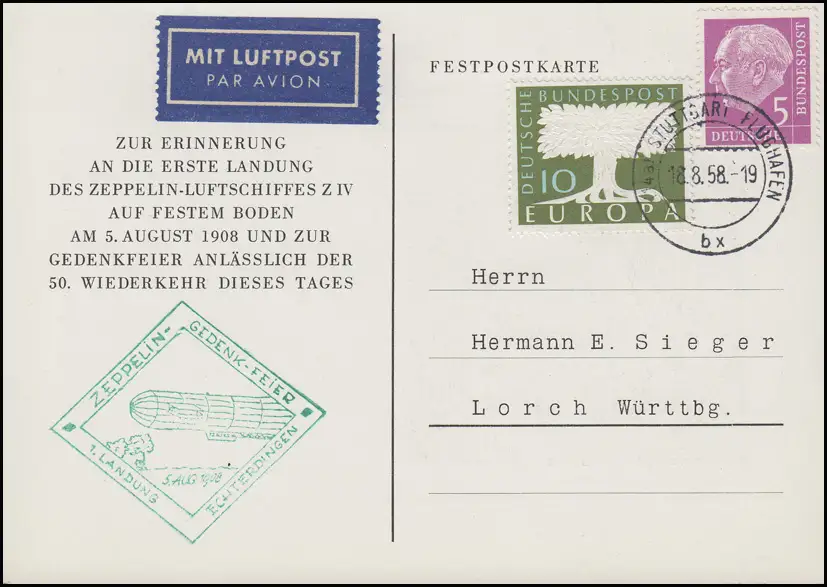 MIT LUFTPOST
PAR AVION
ZUR ERINNERUNG
AN DIE ERSTE LANDUNG
DES ZEPPELIN-LUFTSCHIFFES Z IV
AUF FESTEM BODEN
AM 5. AUGUST 1908 UND ZUR
GEDENKFEIER ANLÄSSLICH DER
50. WIEDERKEHR DIESES TAGES
ZEPPELIN-
GEDENK-FEIER
1. LANDUNG
ECHTERDINGEN
5. AUG 1908
FESTPOSTKARTE
DEUTSCHE BUNDESPOST
10
EUROPA
5
BUNDESPOST
DEUTSCHE
STUTTGART FLUGHAFEN
18.8.58.-19
bx
Herrn
Hermann E. Sieger
Lorch Württbg.